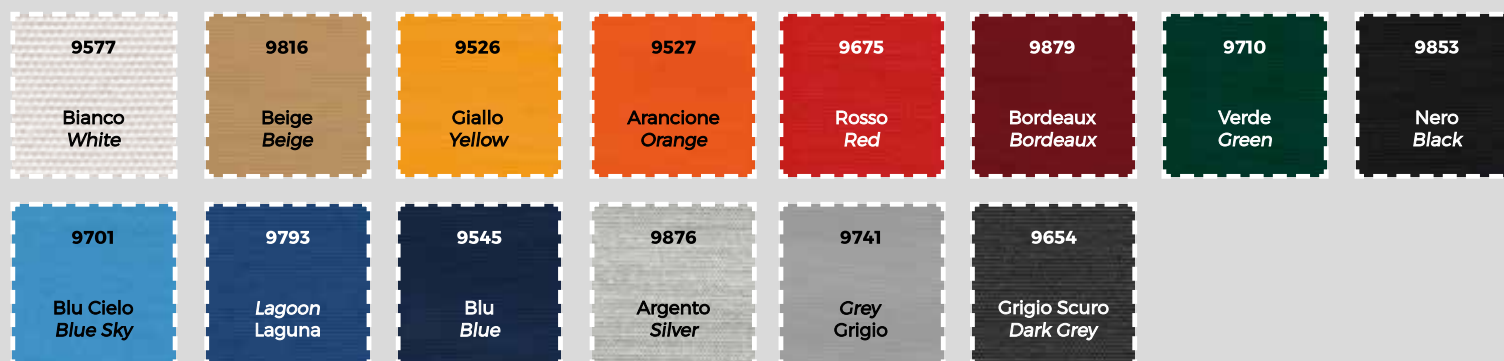 9577
Bianco
White
9816
Beige
Beige
9526
Giallo
Yellow
9527
Arancione
Orange
9675
Rosso
Red
9879
Bordeaux
Bordeaux
9710
Verde
Green
9853
Nero
Black
9701
Blu Cielo
Blue Sky
9793
Lagoon
Laguna
9545
Blu
Blue
9876
Argento
Silver
9741
Grey
Grigio
9654
Grigio Scuro
Dark Grey